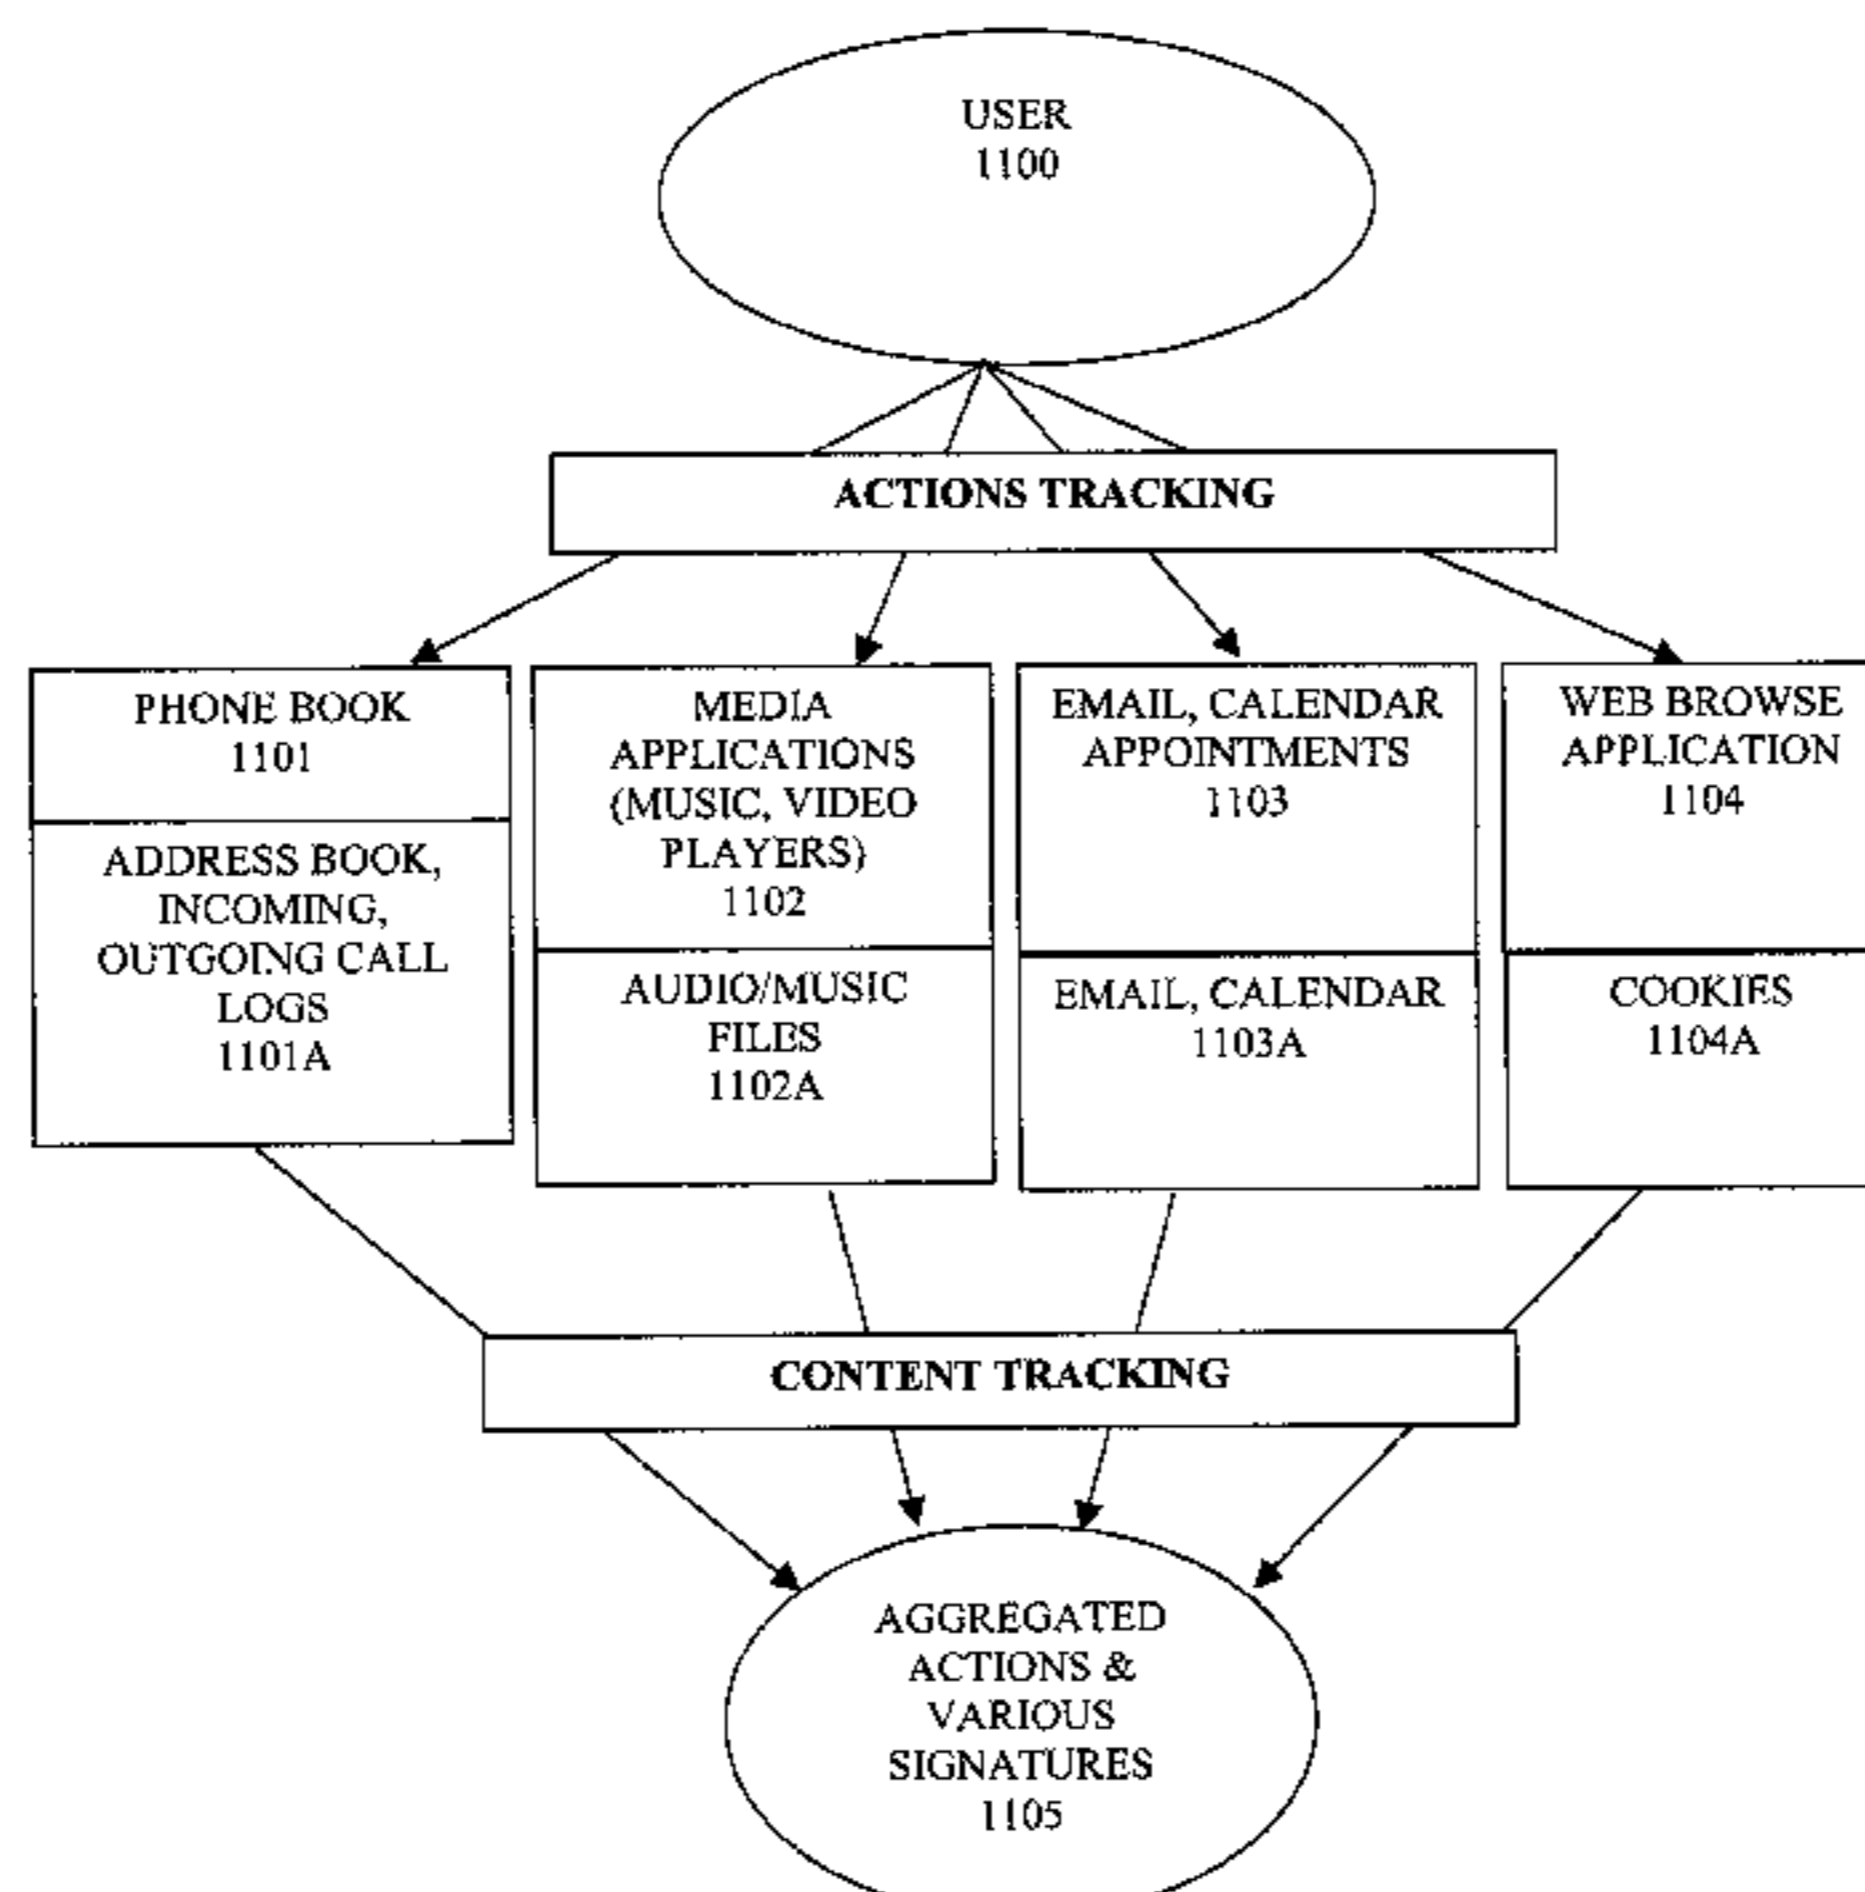 USER
1100
ACTIONS TRACKING
PHONE BOOK
1101
ADDRESS BOOK,
INCOMING,
OUTGOING CALL
LOGS
1101A
MEDIA
APPLICATIONS
(MUSIC, VIDEO
PLAYERS)
1102
AUDIO/MUSIC
FILES
1102A
EMAIL, CALENDAR
APPOINTMENTS
1103
EMAIL, CALENDAR
1103A
WEB BROWSE
APPLICATION
1104
COOKIES
1104A
CONTENT TRACKING
AGGREGATED
ACTIONS &
VARIOUS
SIGNATURES
1105